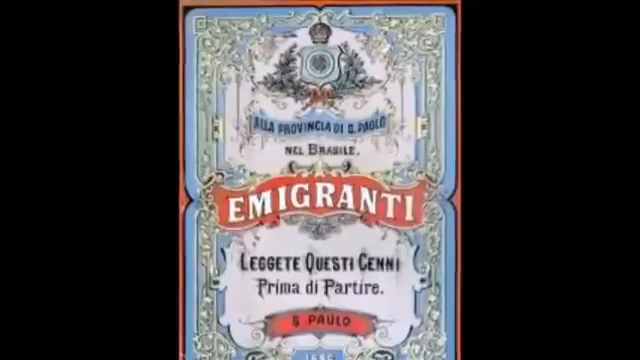 ALLA PROVINCIA DI S. PAOLO
NEL BRASILE.
EMIGRANTI
LEGGETE QUESTI CENNI
Prima di Partire.
S PAULO